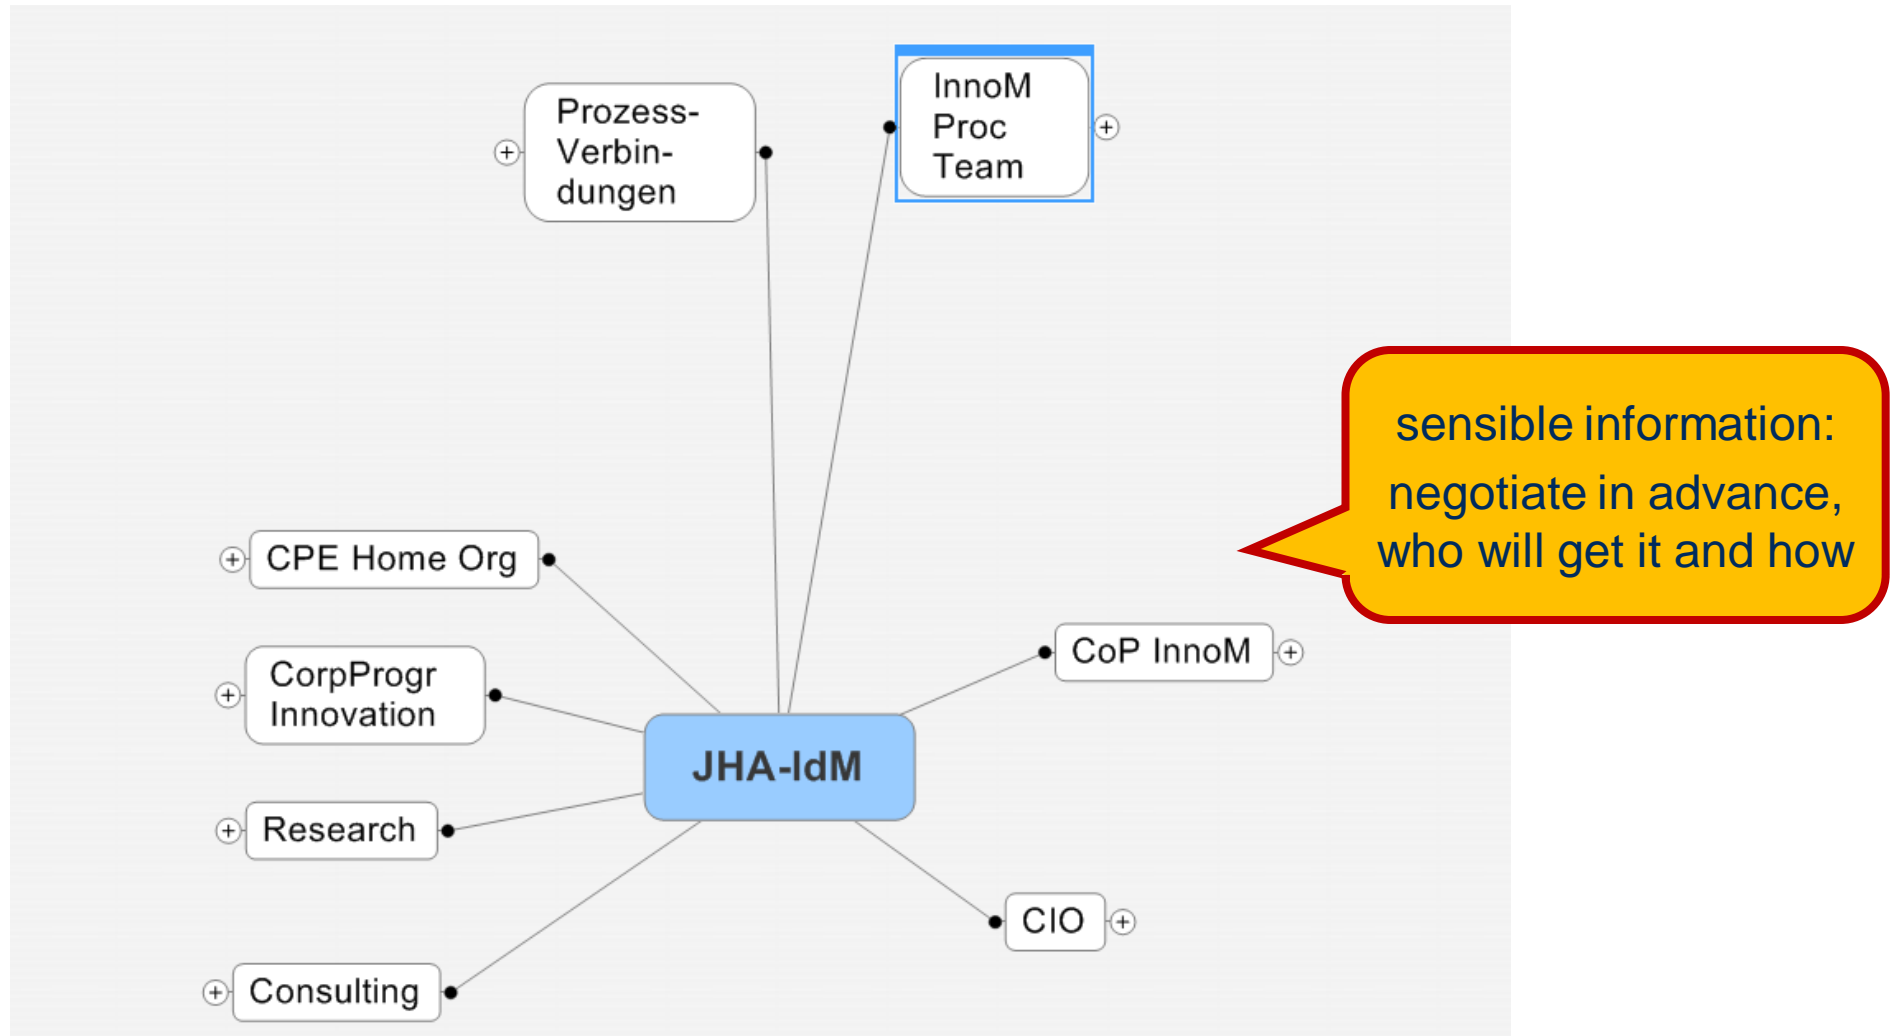 Prozess-
Verbin-
dungen
InnoM
Proc
Team
sensible information:
negotiate in advance,
who will get it and how
CPE Home Org
CoP InnoM
CorpProgr
Innovation
JHA-IdM
Research
CIO
Consulting